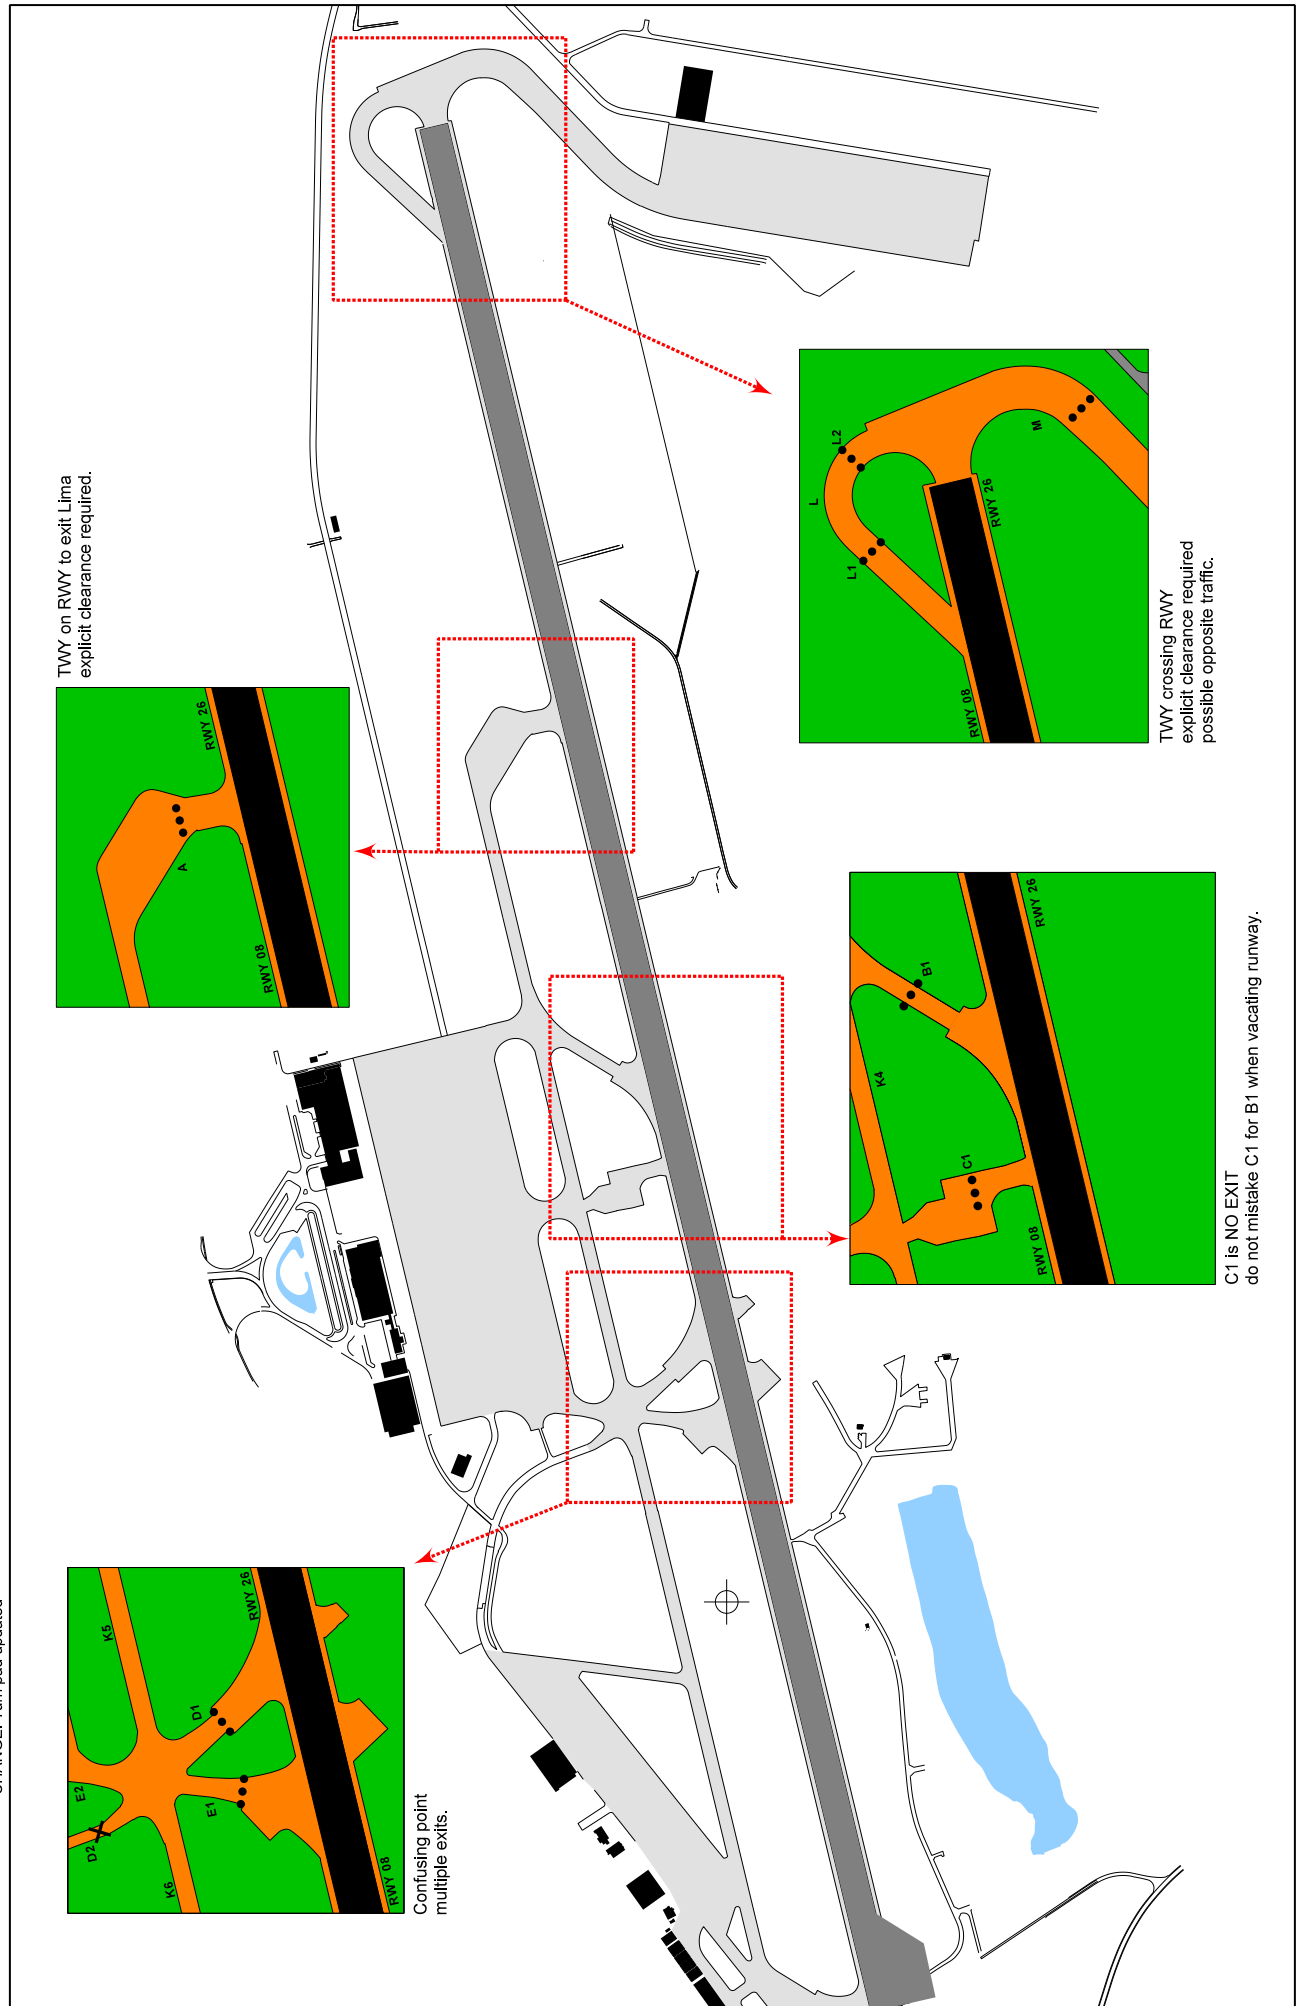 TWY on RWY to exit Lima
explicit clearance required.
RWY 26
A
RWY 08
L2
L
L1
M
RWY 26
RWY 08
TWY crossing RWY
explicit clearance required
possible opposite traffic.
B1
RWY 26
K4
C1
RWY 08
C1 is NO EXIT
do not mistake C1 for B1 when vacating runway.
K5
RWY 26
D1
E2
E1
D2
K6
RWY 08
Confusing point
multiple exits.